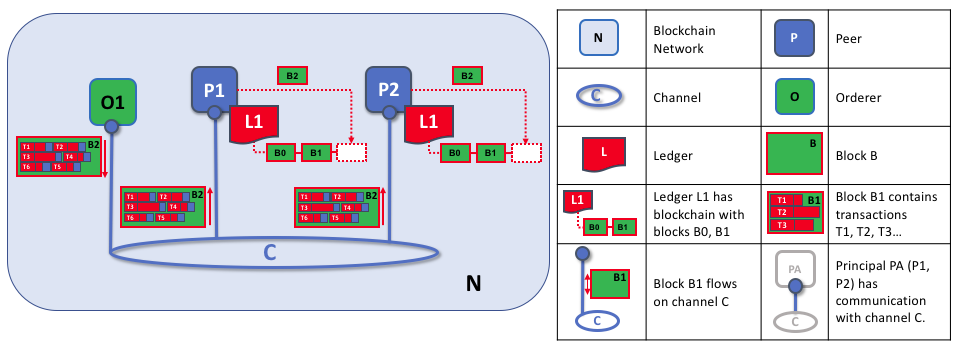 B2
B2
O1
P1
P2
L1
L1
T1 T2 B2
T3 T4
T6 T5
B0 B1
B0 B1
T1 T2 B2
T3 T4
T6 T5
T1 T2 B2
T3 T4
T6 T5
C
N
N
Blockchain
Network
P
Peer
C
Channel
O
Orderer
L
Ledger
B
Block B
L1
B0 B1
Ledger L1 has
blockchain with
blocks B0, B1
T1 B1
T2
T3
Block B1 contains
transactions
T1, T2, T3...
B1
C
Block B1 flows
on channel C
PA
C
Principal PA (P1,
P2) has
communication
with channel C.